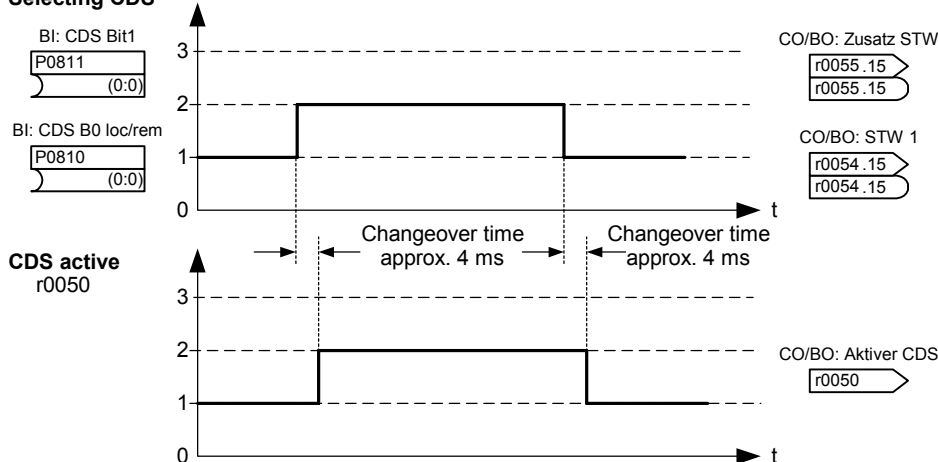 Selecting CDS
BI: CDS Bit1
P0811
(0:0)
BI: CDS B0 loc/rem
P0810
(0:0)
3
2
1
0
t
CO/BO: Zusatz STW
r0055 .15
r0055 .15
CO/BO: STW 1
r0054 .15
r0054 .15
Changeover time
approx. 4 ms
Changeover time
approx. 4 ms
CDS active
r0050
3
2
1
0
t
CO/BO: Aktiver CDS
r0050